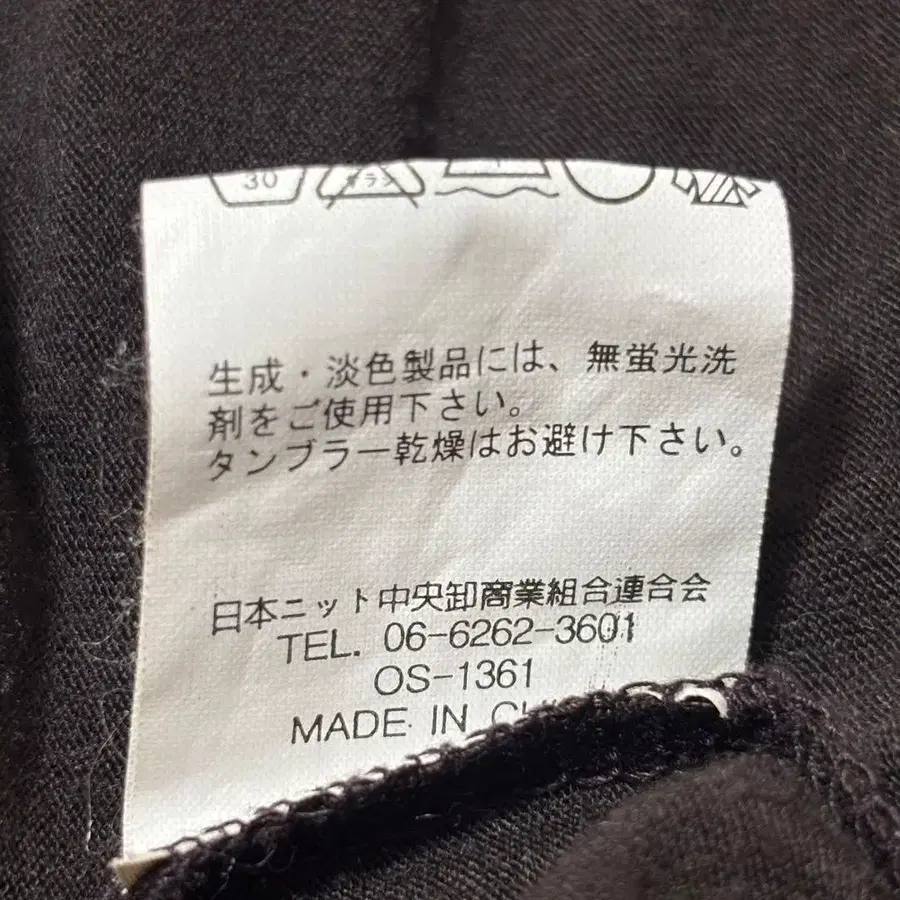 30
生成・淡色製品には、無蛍光洗
剤をご使用下さい。
タンブラー乾燥はお避け下さい。
日本ニット中央卸商業組合連合会
TEL. 06-6262-3601
OS-1361
MADE IN